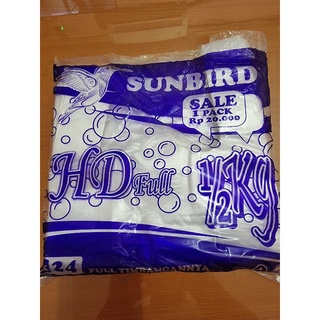 SUNBIRD
SALE
1 PACK
Rp 20.000
HD Full
1/2 Kg
A24
FULL TIMBANGANNYA